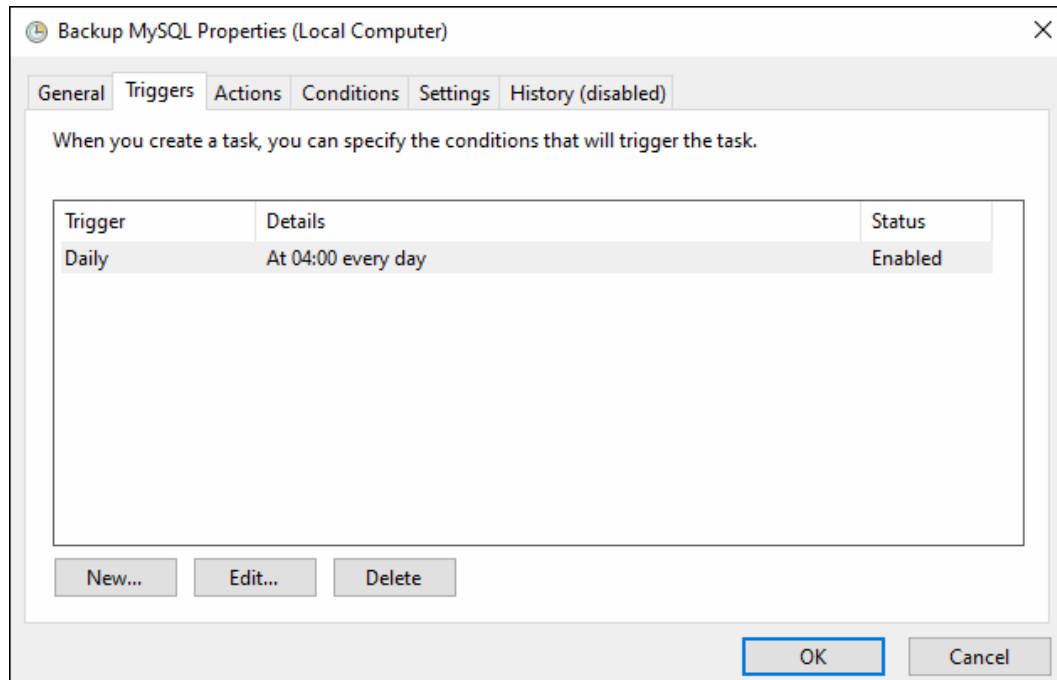 Backup MySQL Properties (Local Computer)
General Triggers Actions Conditions Settings History (disabled)
When you create a task, you can specify the conditions that will trigger the task.
Trigger Details Status
Daily At 04:00 every day Enabled
New... Edit... Delete
OK Cancel